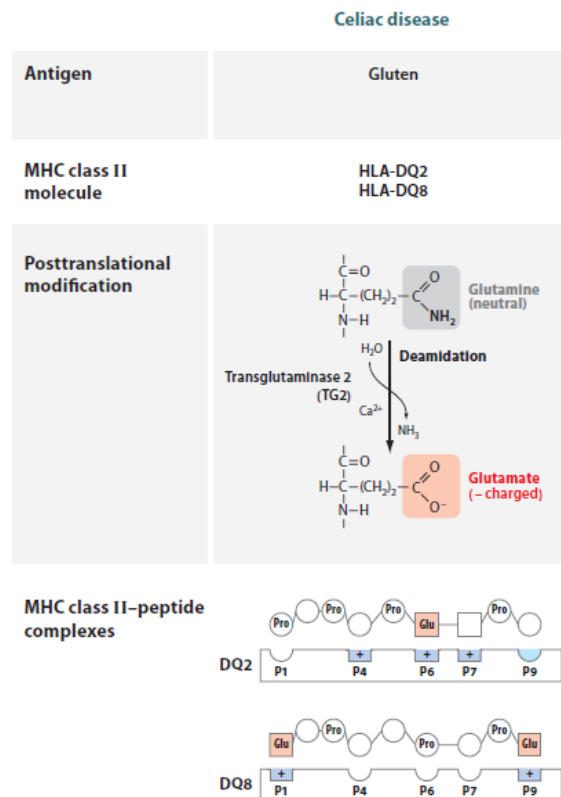 Celiac disease
Antigen
Gluten
MHC class II
molecule
HLA-DQ2
HLA-DQ8
Posttranslational
modification
C=O
H–C–(CH₂)₂–C
O
NH₂
N–H
Glutamine
(neutral)
H₂O
Deamidation
Transglutaminase 2
(TG2)
Ca²⁺
NH₃
C=O
H–C–(CH₂)₂–C
O
O⁻
N–H
Glutamate
(– charged)
MHC class II–peptide
complexes
Pro Pro Pro Glu Pro
+ + +
DQ2 P1 P4 P6 P7 P9
Glu Pro Pro Glu
+ +
DQ8 P1 P4 P6 P7 P9